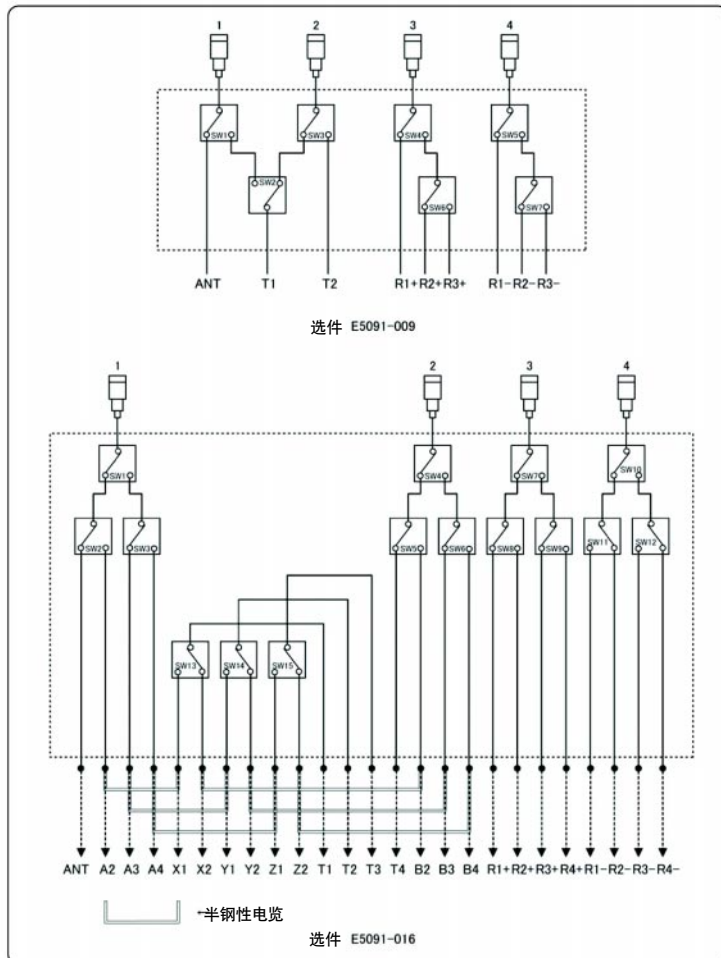 1 2 3 4
SW1 SW3 SW4 SW5
SW2 SW6 SW7
ANT T1 T2 R1+R2+R3+ R1-R2-R3-
选件 E5091-009
1 2 3 4
SW1 SW4 SW7 SW10
SW2 SW3 SW5 SW6 SW8 SW9 SW11 SW12
SW13 SW14 SW15
ANT A2 A3 A4 X1 X2 Y1 Y2 Z1 Z2 T1 T2 T3 T4 B2 B3 B4 R1+R2+R3+R4+R1-R2-R3-R4-
半钢性电览
选件 E5091-016